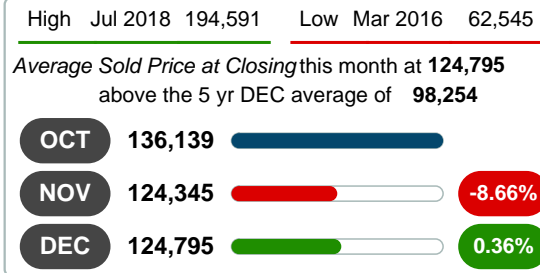 High Jul 2018 194,591 Low Mar 2016 62,545
Average Sold Price at Closing this month at 124,795
above the 5 yr DEC average of 98,254
OCT 136,139
NOV 124,345 -8.66%
DEC 124,795 0.36%